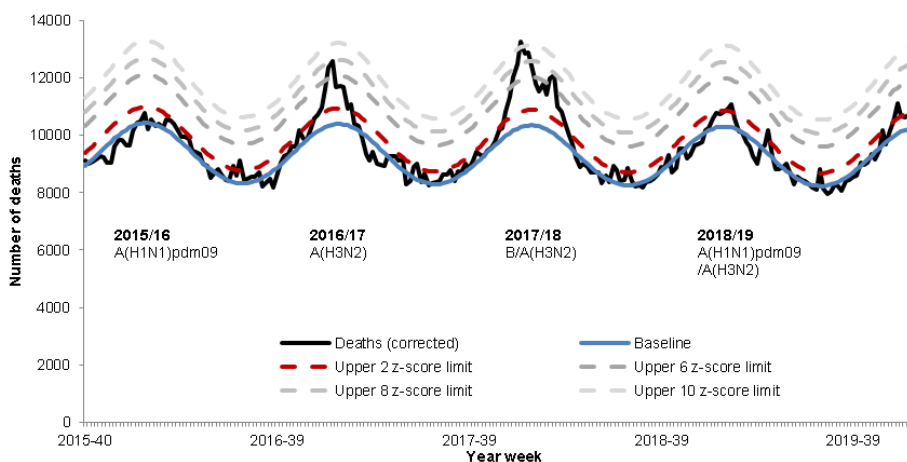 14000
12000
10000
8000
6000
4000
2000
0
Number of deaths
2015/16
A(H1N1)pdm09
2016/17
A(H3N2)
2017/18
B/A(H3N2)
2018/19
A(H1N1)pdm09
/A(H3N2)
Deaths (corrected)
Baseline
Upper 2 z-score limit
Upper 6 z-score limit
Upper 8 z-score limit
Upper 10 z-score limit
2015-40
2016-39
2017-39
2018-39
2019-39
Year week